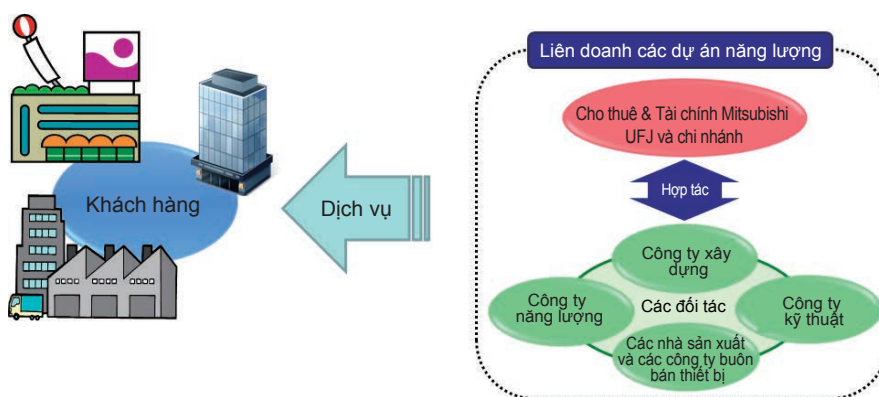 Khách hàng
Dịch vụ
Liên doanh các dự án năng lượng
Cho thuê & Tài chính Mitsubishi
UFJ và chi nhánh
Hợp tác
Công ty xây
dựng
Công ty
năng lượng
Các đối tác
Công ty
kỹ thuật
Các nhà sản xuất
và các công ty buôn
bán thiết bị